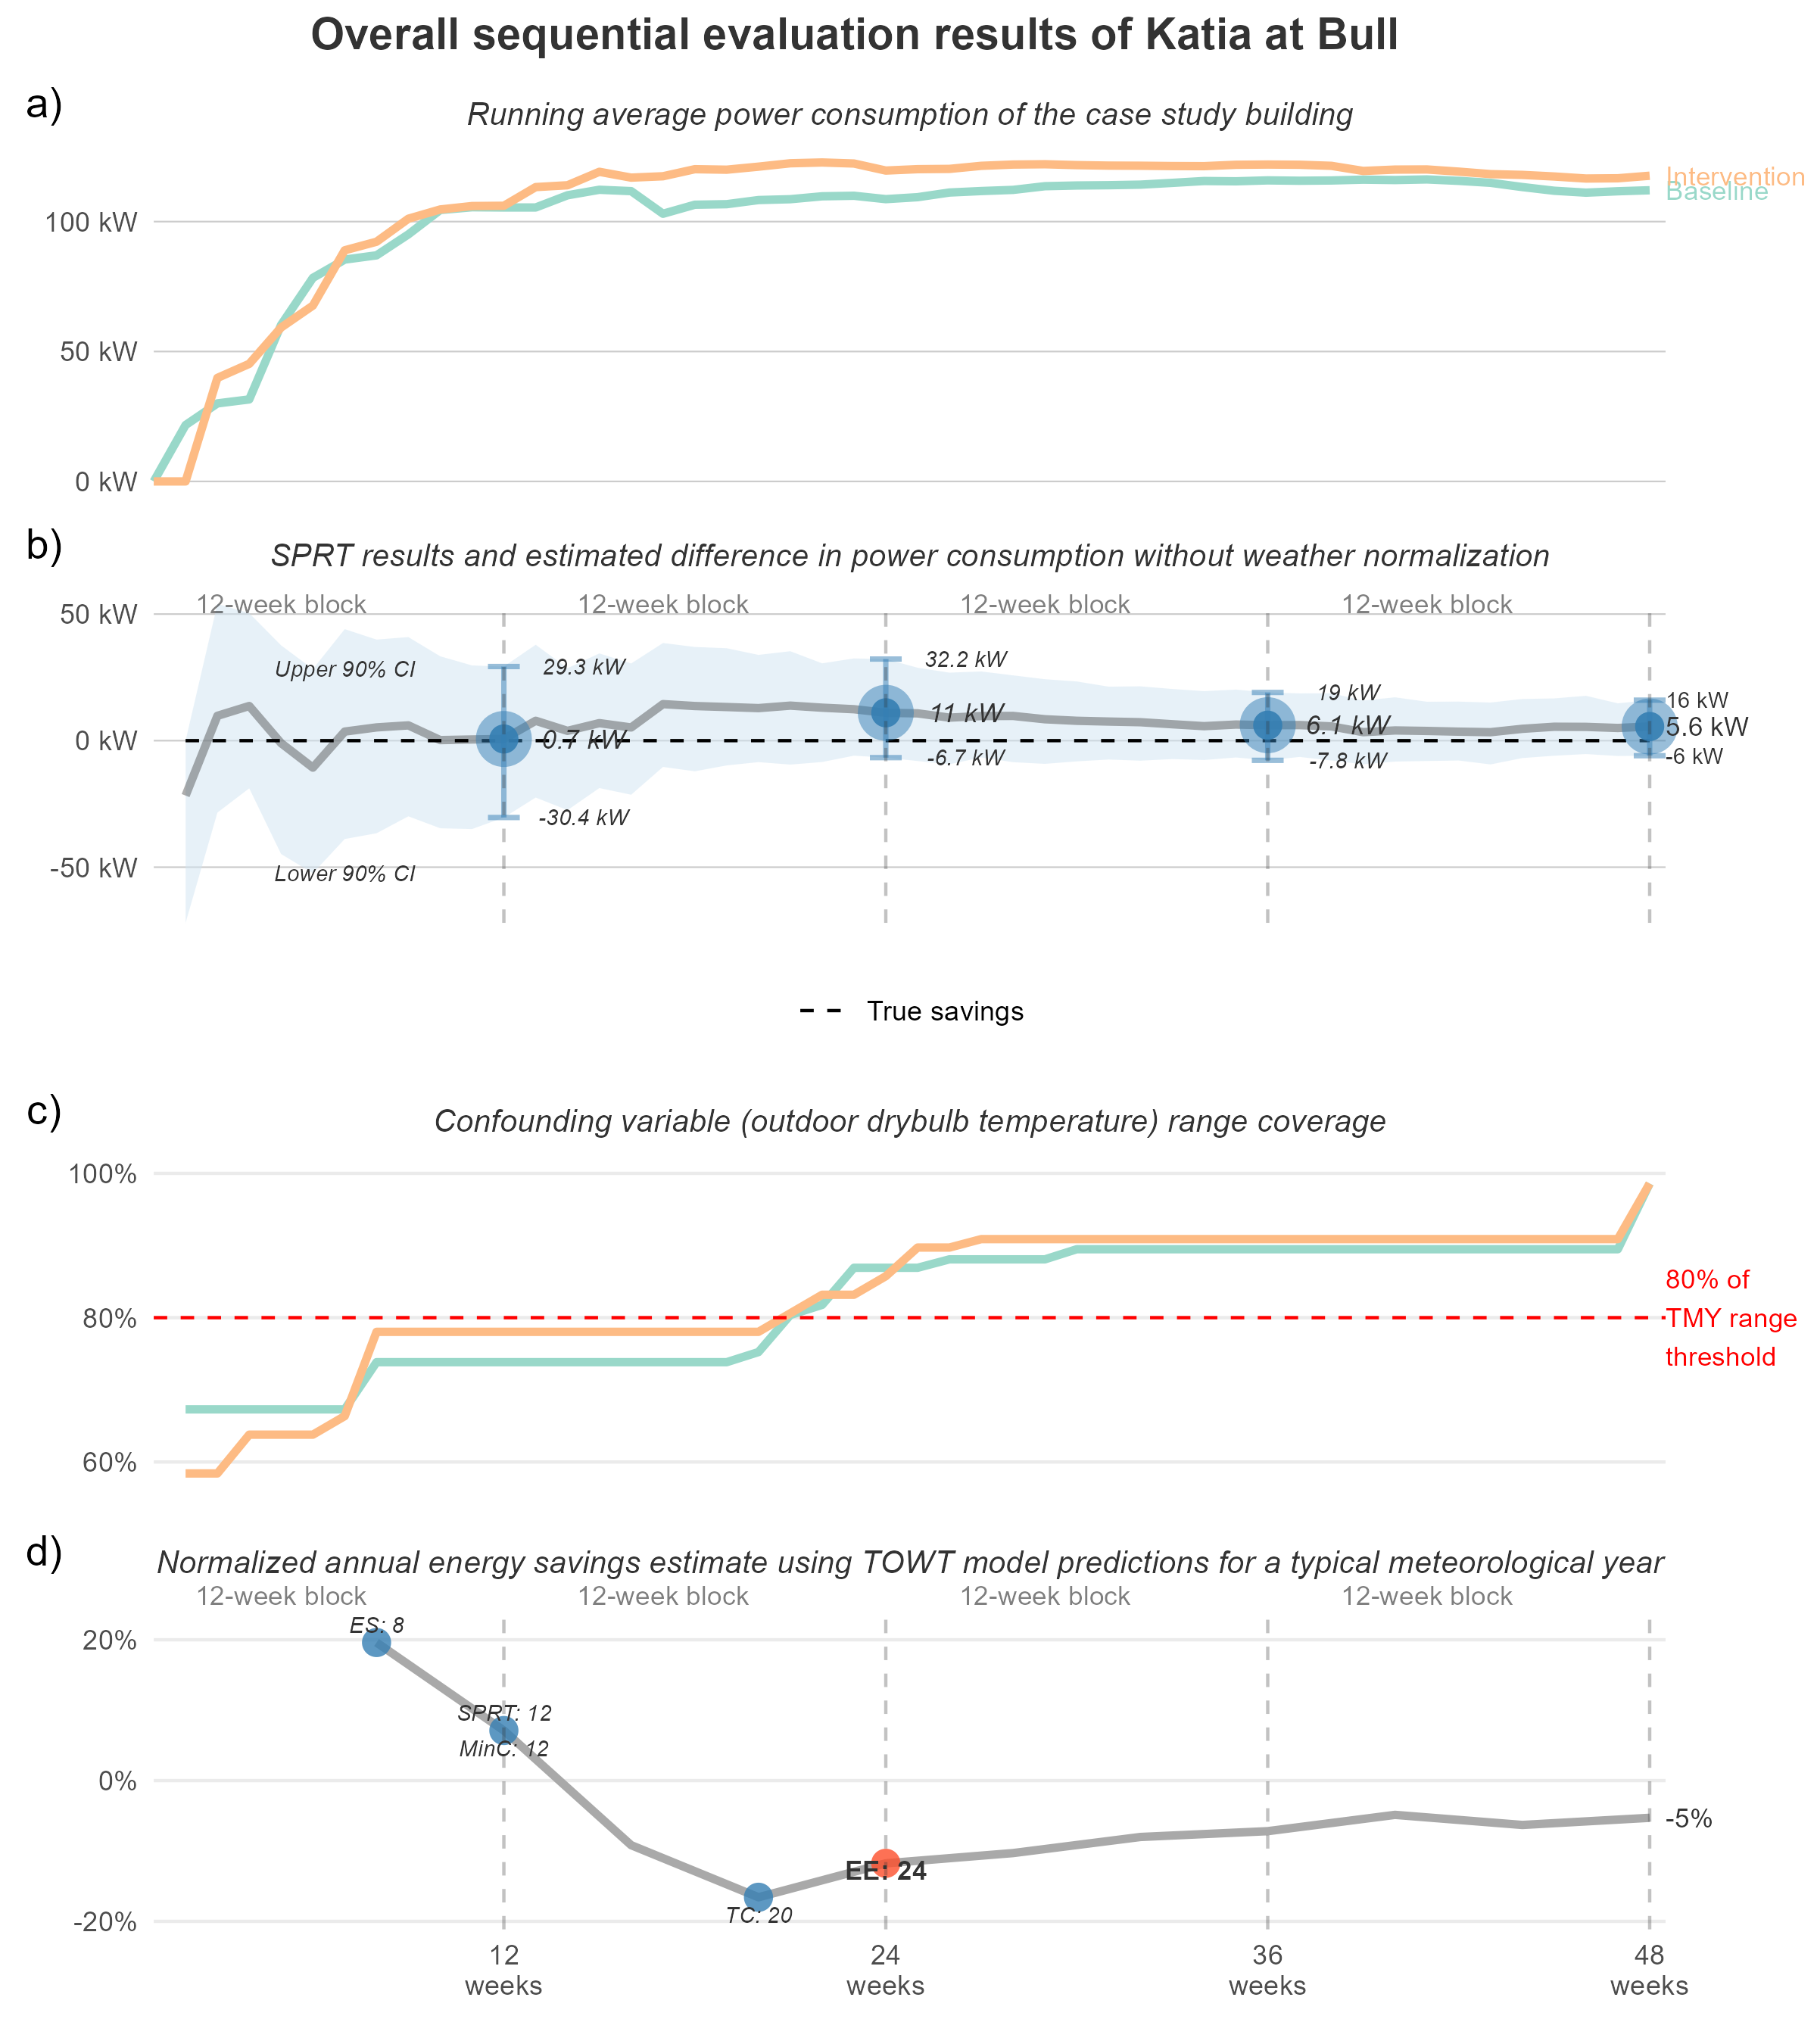 Overall sequential evaluation results of Katia at Bull
a)
Running average power consumption of the case study building
100 kW
50 kW
0 kW
Intervention
Baseline
b)
SPRT results and estimated difference in power consumption without weather normalization
12-week block
12-week block
12-week block
12-week block
50 kW
0 kW
-50 kW
Upper 90% CI
Lower 90% CI
29.3 kW
0.7 kW
-30.4 kW
32.2 kW
11 kW
-6.7 kW
19 kW
6.1 kW
-7.8 kW
16 kW
5.6 kW
-6 kW
True savings
c)
Confounding variable (outdoor drybulb temperature) range coverage
100%
80%
60%
80% of
TMY range
threshold
d)
Normalized annual energy savings estimate using TOWT model predictions for a typical meteorological year
12-week block
12-week block
12-week block
12-week block
20%
0%
-20%
ES: 8
SPRT: 12
MinC: 12
TC: 20
EE: 24
-5%
12
weeks
24
weeks
36
weeks
48
weeks